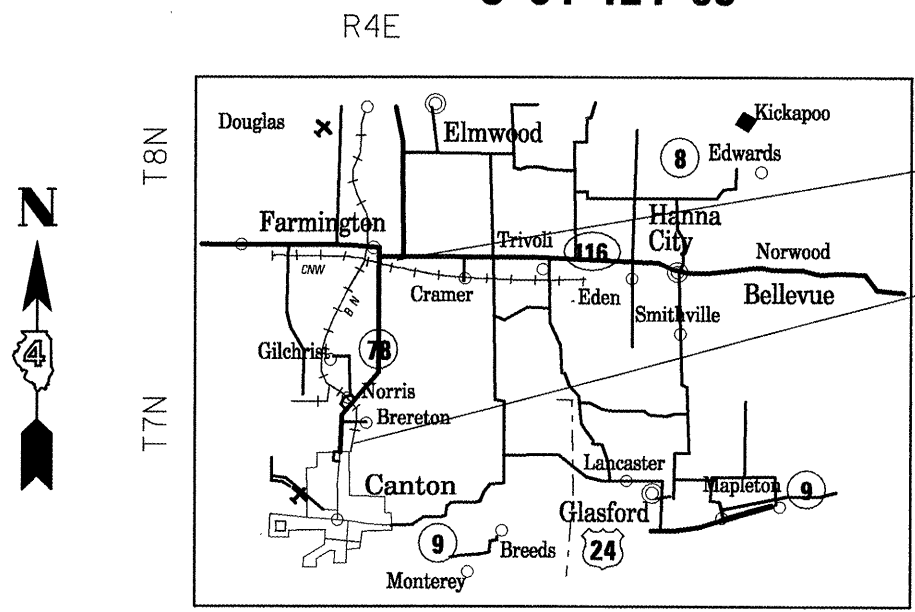 R4E
T8N
T7N
N
4
Douglas
Elmwood
Kickapoo
8
Edwards
Farmington
Hanna
City
Trivoli
116
Norwood
CNW
Cramer
Eden
Bellevue
BN
Smithville
Gilchrist
78
Norris
Brereton
Canton
Lancaster
Mapleton
9
Glasford
9
24
Breeds
Monterey